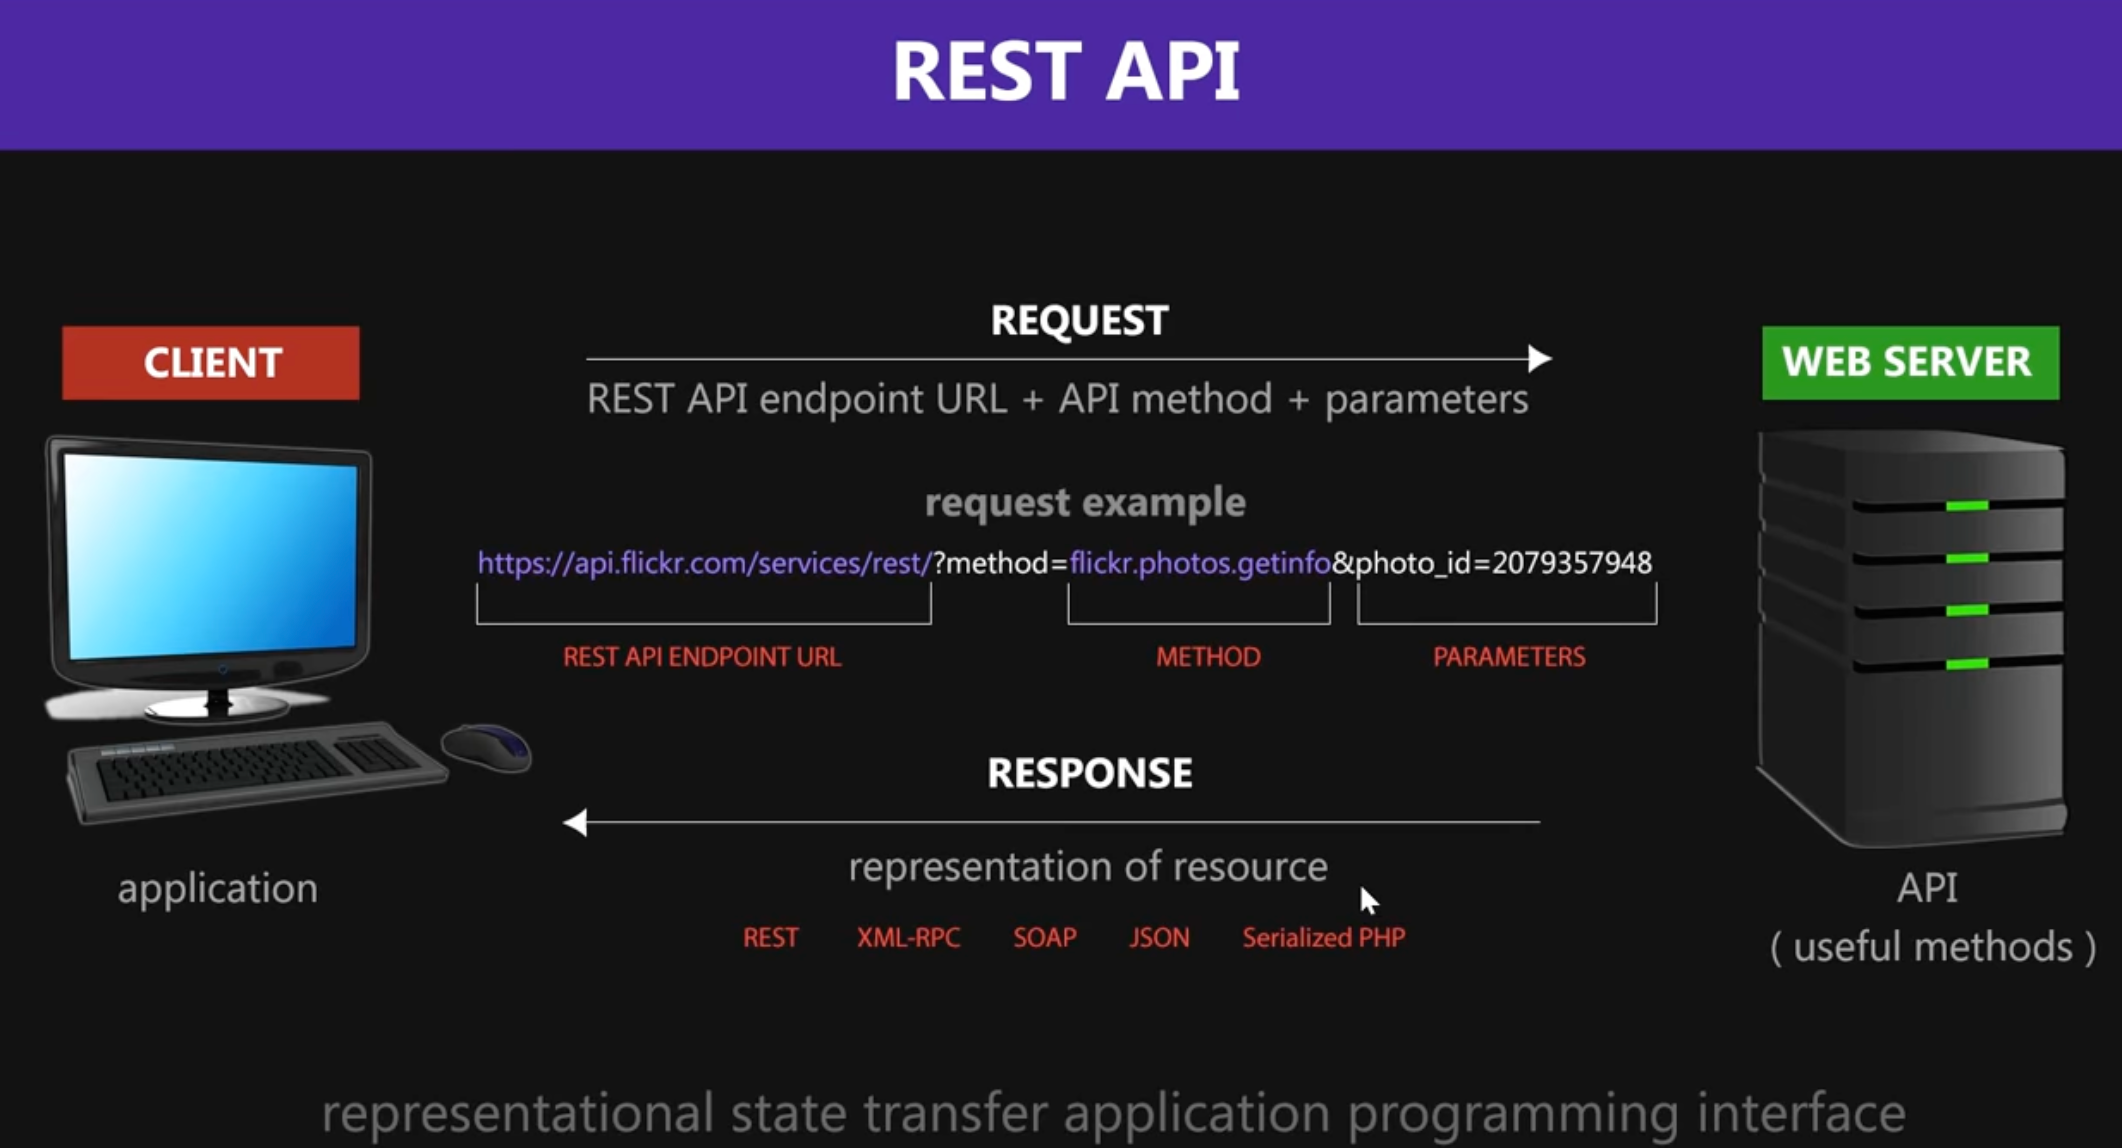 REST API
REQUEST
CLIENT
WEB SERVER
REST API endpoint URL + API method + parameters
request example
https://api.flickr.com/services/rest/?method=flickr.photos.getinfo&photo_id=2079357948
REST API ENDPOINT URL
METHOD
PARAMETERS
RESPONSE
representation of resource
application
API
( useful methods )
REST XML-RPC SOAP JSON Serialized PHP
representational state transfer application programming interface